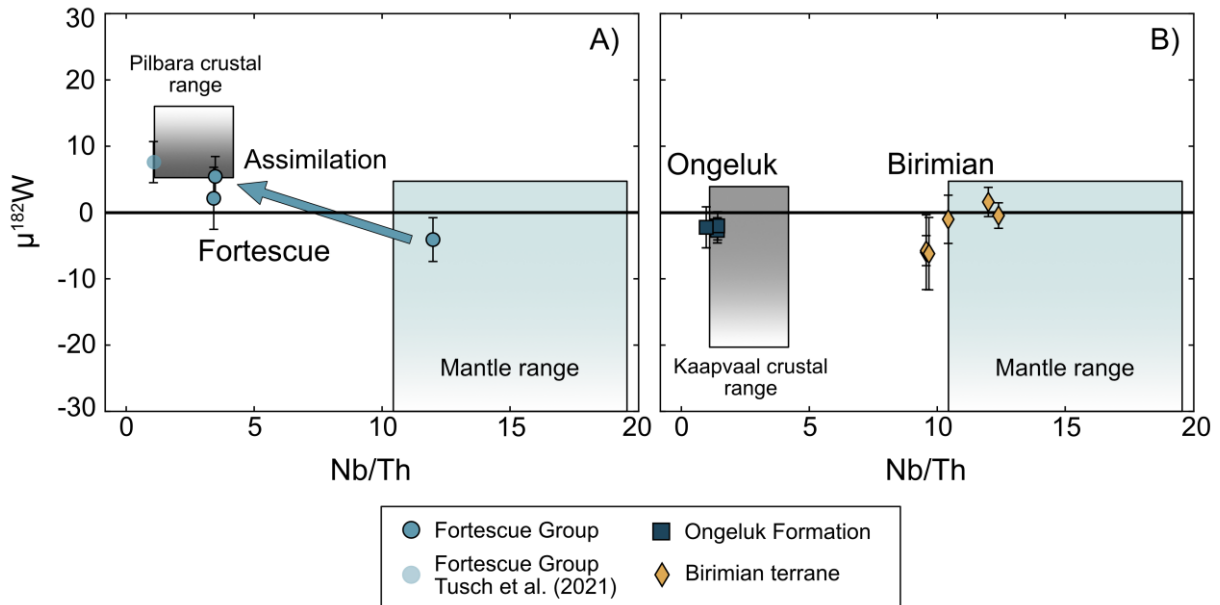 A)
B)
30
20
10
0
-10
-20
-30
μ¹⁸²W
Pilbara crustal
range
Assimilation
Fortescue
Mantle range
Ongeluk
Birimian
Kaapvaal crustal
range
Mantle range
0
5
10
15
20
0
5
10
15
20
Nb/Th
Nb/Th
Fortescue Group
Ongeluk Formation
Fortescue Group
Tusch et al. (2021)
Birimian terrane